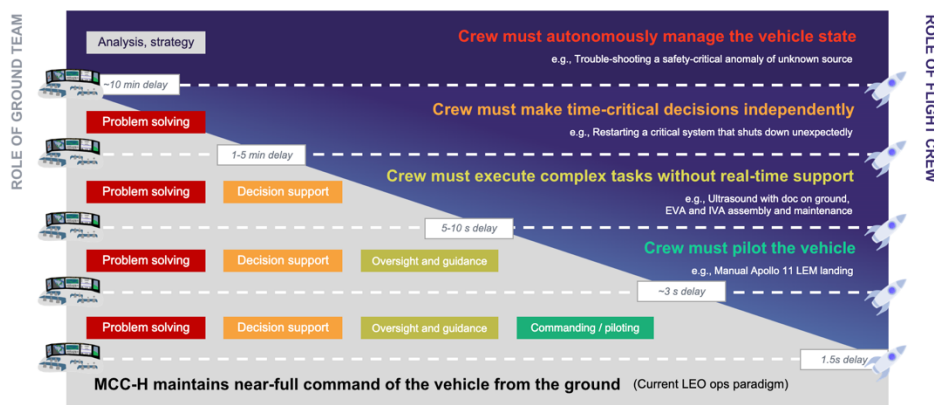 ROLE OF GROUND TEAM
ROLE OF FLIGHT CREW
Analysis, strategy
Crew must autonomously manage the vehicle state
e.g., Trouble-shooting a safety-critical anomaly of unknown source
~10 min delay
Crew must make time-critical decisions independently
Problem solving
e.g., Restarting a critical system that shuts down unexpectedly
1-5 min delay
Crew must execute complex tasks without real-time support
Problem solving
Decision support
e.g., Ultrasound with doc on ground,
EVA and IVA assembly and maintenance
5-10 s delay
Crew must pilot the vehicle
Problem solving
Decision support
Oversight and guidance
e.g., Manual Apollo 11 LEM landing
~3 s delay
Problem solving
Decision support
Oversight and guidance
Commanding / piloting
1.5s delay
MCC-H maintains near-full command of the vehicle from the ground (Current LEO ops paradigm)